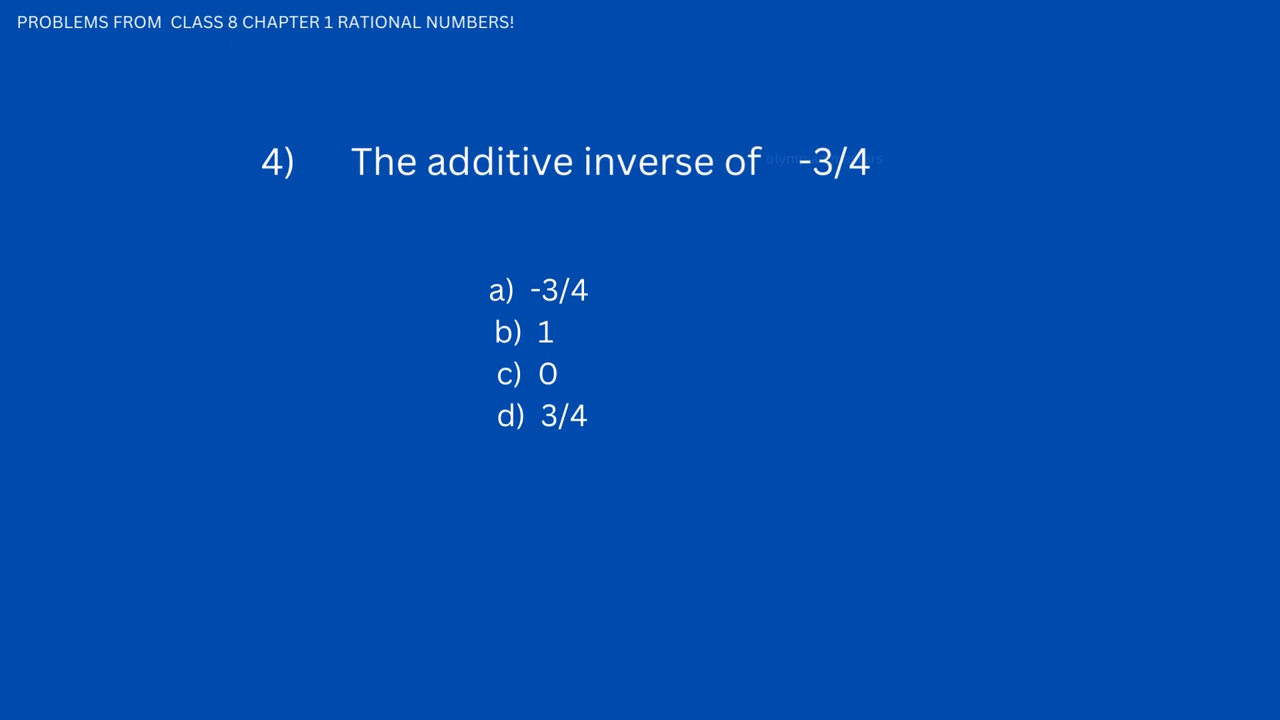 PROBLEMS FROM CLASS 8 CHAPTER 1 RATIONAL NUMBERS!
4) The additive inverse of -3/4
a) -3/4
b) 1
c) 0
d) 3/4